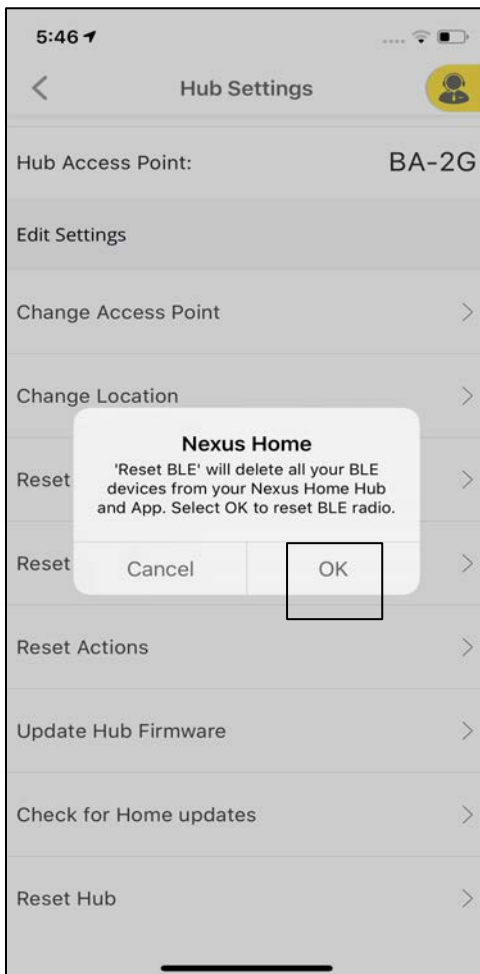 5:46
Hub Settings
Hub Access Point: BA-2G
Edit Settings
Change Access Point
Change Location
Nexus Home
'Reset BLE' will delete all your BLE
devices from your Nexus Home Hub
and App. Select OK to reset BLE radio.
Reset
Cancel OK
Reset
Reset Actions
Update Hub Firmware
Check for Home updates
Reset Hub